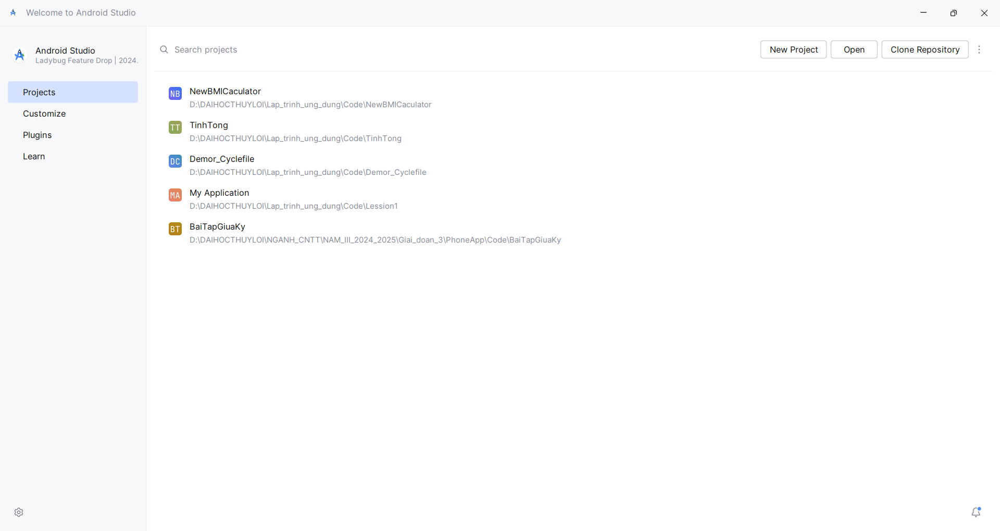 Welcome to Android Studio
Android Studio
Ladybug Feature Drop | 2024.
Projects
Customize
Plugins
Learn
Search projects
New Project
Open
Clone Repository
NB
NewBMICaculator
D:\DAIHOCTHUYLOI\Lap_trinh_ung_dung\Code\NewBMICaculator
TT
TinhTong
D:\DAIHOCTHUYLOI\Lap_trinh_ung_dung\Code\TinhTong
DC
Demor_Cyclefile
D:\DAIHOCTHUYLOI\Lap_trinh_ung_dung\Code\Demor_Cyclefile
MA
My Application
D:\DAIHOCTHUYLOI\Lap_trinh_ung_dung\Code\Lession1
BT
BaiTapGiuaKy
D:\DAIHOCTHUYLOI\NGANH_CNTT\NAM_III_2024_2025\Giai_doan_3\PhoneApp\Code\BaiTapGiuaKy